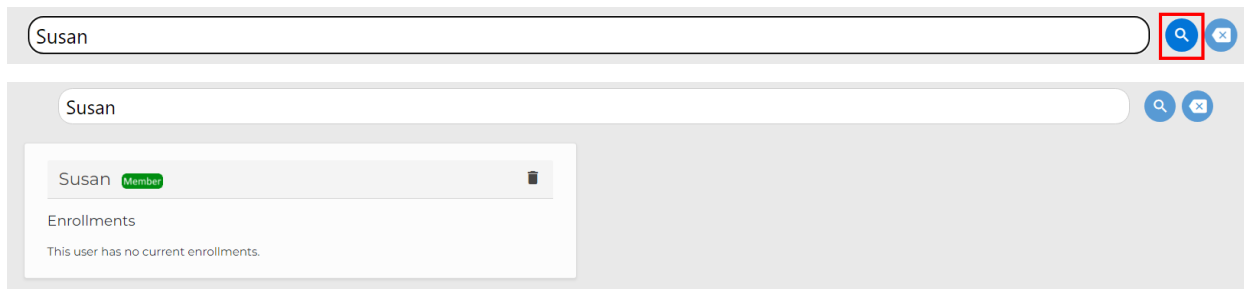 Susan
Susan
Susan Member
Enrollments
This user has no current enrollments.